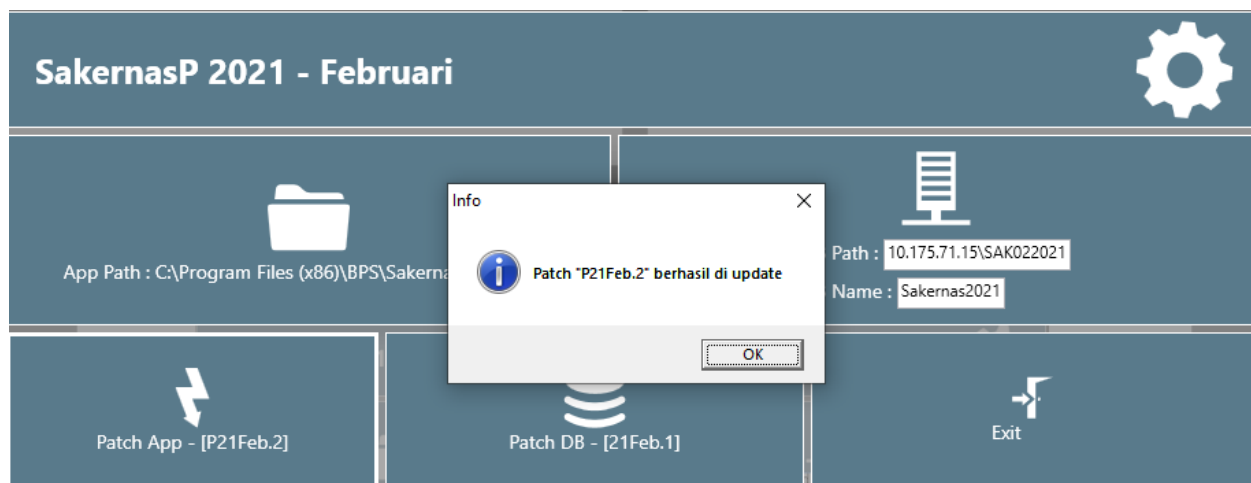 SakernasP 2021 - Februari
Info
Patch "P21Feb.2" berhasil di update
OK
App Path : C:\Program Files (x86)\BPS\Sakerna
Path : 10.175.71.15\SAK022021
Name : Sakernas2021
Patch App - [P21Feb.2]
Patch DB - [21Feb.1]
Exit